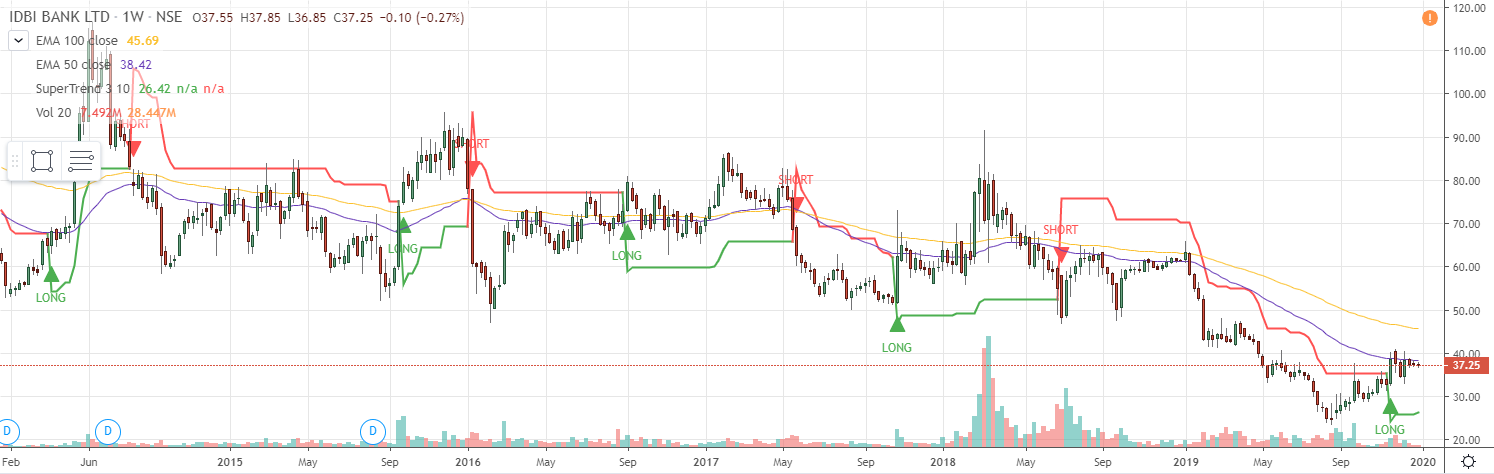 IDBI BANK LTD · 1W · NSE O37.55 H37.85 L36.85 C37.25 −0.10 (−0.27%)
EMA 100 close 45.69
EMA 50 close 38.42
SuperTrend 3 10 26.42 n/a n/a
Vol 20 7.492M 28.447M
SHORT
SHORT
SHORT
SHORT
LONG
LONG
LONG
LONG
LONG
120.00
110.00
100.00
90.00
80.00
70.00
60.00
50.00
40.00
37.25
30.00
20.00
!
D
D
D
Feb Jun 2015 May Sep 2016 May Sep 2017 May Sep 2018 May Sep 2019 May Sep 2020